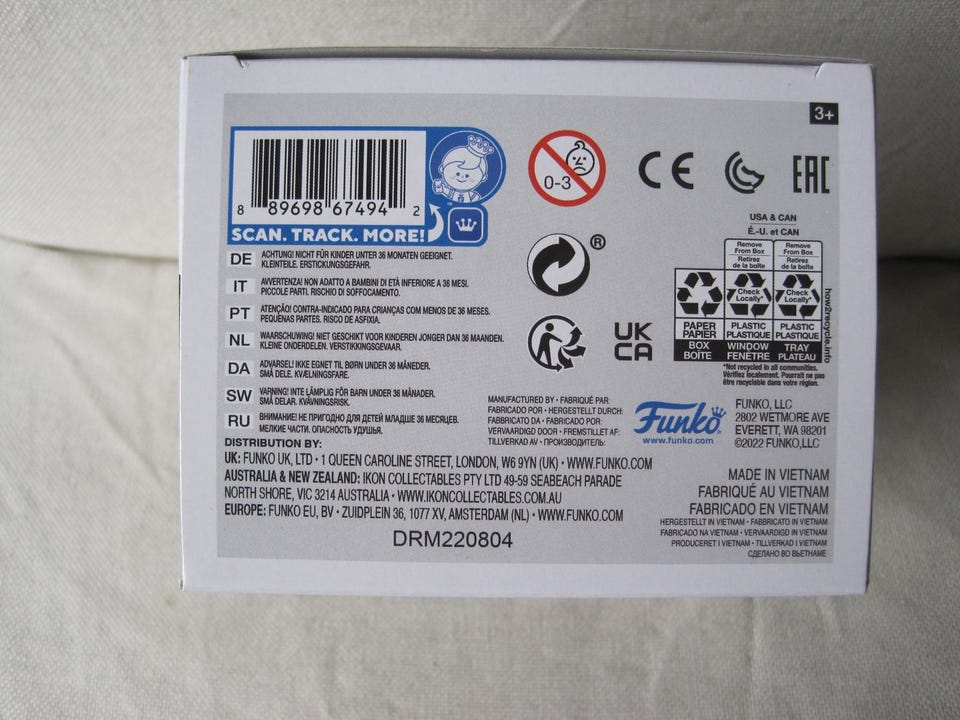 3+
8 89698 67494 2
SCAN. TRACK. MORE!
0-3
CE
EAC
®
UK
CA
USA & CAN
É.-U. et CAN
Remove From Box
Retirez de la boîte
Remove From Box
Retirez de la boîte
Check Locally*
Check Locally*
PAPER
PAPIER
BOX
BOÎTE
PLASTIC
PLASTIQUE
WINDOW
FENÊTRE
PLASTIC
PLASTIQUE
TRAY
PLATEAU
how2recycle.info
*Not recycled in all communities.
Vérifiez localement. Pourrait ne pas
être recyclable dans votre région.
DE ACHTUNG! NICHT FÜR KINDER UNTER 36 MONATEN GEEIGNET.
KLEINTEILE. ERSTICKUNGSGEFAHR.
IT AVVERTENZA! NON ADATTO A BAMBINI DI ETÀ INFERIORE A 36 MESI.
PICCOLE PARTI. RISCHIO DI SOFFOCAMENTO.
PT ATENÇÃO! CONTRA-INDICADO PARA CRIANÇAS COM MENOS DE 36 MESES.
PEQUENAS PARTES. RISCO DE ASFIXIA.
NL WAARSCHUWING! NIET GESCHIKT VOOR KINDEREN JONGER DAN 36 MAANDEN.
KLEINE ONDERDELEN. VERSTIKKINGSGEVAAR.
DA ADVARSEL! IKKE EGNET TIL BØRN UNDER 36 MÅNEDER.
SMÅ DELE. KVÆLNINGSFARE.
SW VARNING! INTE LÄMPLIG FÖR BARN UNDER 36 MÅNADER.
SMÅ DELAR. KVÄVNINGSRISK.
RU ВНИМАНИЕ! НЕ ПРИГОДНО ДЛЯ ДЕТЕЙ МЛАДШЕ 36 МЕСЯЦЕВ.
МЕЛКИЕ ЧАСТИ. ОПАСНОСТЬ УДУШЬЯ.
MANUFACTURED BY • FABRIQUÉ PAR:
FABRICADO POR • HERGESTELLT DURCH:
FABBRICATO DA • FABRICADO POR:
VERVAARDIGD DOOR • FREMSTILLET AF:
TILLVERKAD AV • ПРОИЗВОДИТЕЛЬ:
Funko
www.funko.com
FUNKO, LLC
2802 WETMORE AVE
EVERETT, WA 98201
©2022 FUNKO,LLC
DISTRIBUTION BY:
UK: FUNKO UK, LTD • 1 QUEEN CAROLINE STREET, LONDON, W6 9YN (UK) • WWW.FUNKO.COM
AUSTRALIA & NEW ZEALAND: IKON COLLECTABLES PTY LTD 49-59 SEABEACH PARADE
NORTH SHORE, VIC 3214 AUSTRALIA • WWW.IKONCOLLECTABLES.COM.AU
EUROPE: FUNKO EU, BV • ZUIDPLEIN 36, 1077 XV, AMSTERDAM (NL) • WWW.FUNKO.COM
DRM220804
MADE IN VIETNAM
FABRIQUÉ AU VIETNAM
FABRICADO EN VIETNAM
HERGESTELLT IN VIETNAM • FABBRICATO IN VIETNAM
FABRICADO NA VIETNAM • VERVAARDIGD IN VIETNAM
PRODUCERET I VIETNAM • TILLVERKAD I VIETNAM
СДЕЛАНО ВО ВЬЕТНАМЕ